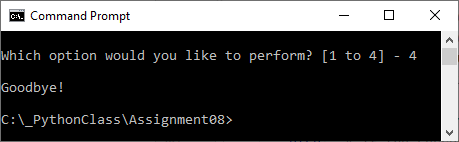 C:\. Command Prompt
Which option would you like to perform? [1 to 4] - 4
Goodbye!
C:\_PythonClass\Assignment08>